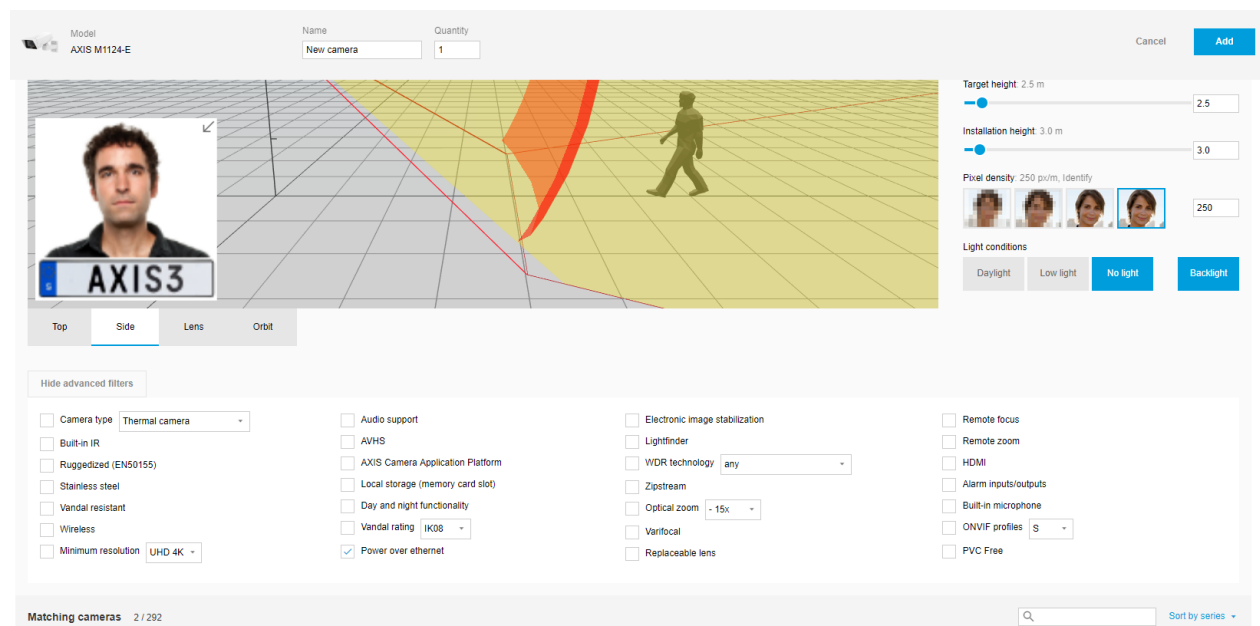 Model
AXIS M1124-E
Name
New camera
Quantity
1
Cancel
Add
Target height: 2.5 m
2.5
Installation height: 3.0 m
3.0
Pixel density: 250 px/m, Identify
250
Light conditions
Daylight
Low light
No light
Backlight
S
AXIS3
Top
Side
Lens
Orbit
Hide advanced filters
Camera type
Thermal camera
Built-in IR
Ruggedized (EN50155)
Stainless steel
Vandal resistant
Wireless
Minimum resolution
UHD 4K
Audio support
AVHS
AXIS Camera Application Platform
Local storage (memory card slot)
Day and night functionality
Vandal rating
IK08
Power over ethernet
Electronic image stabilization
Lightfinder
WDR technology
any
Zipstream
Optical zoom
- 15x
Varifocal
Replaceable lens
Remote focus
Remote zoom
HDMI
Alarm inputs/outputs
Built-in microphone
ONVIF profiles
S
PVC Free
Matching cameras 2 / 292
Sort by series